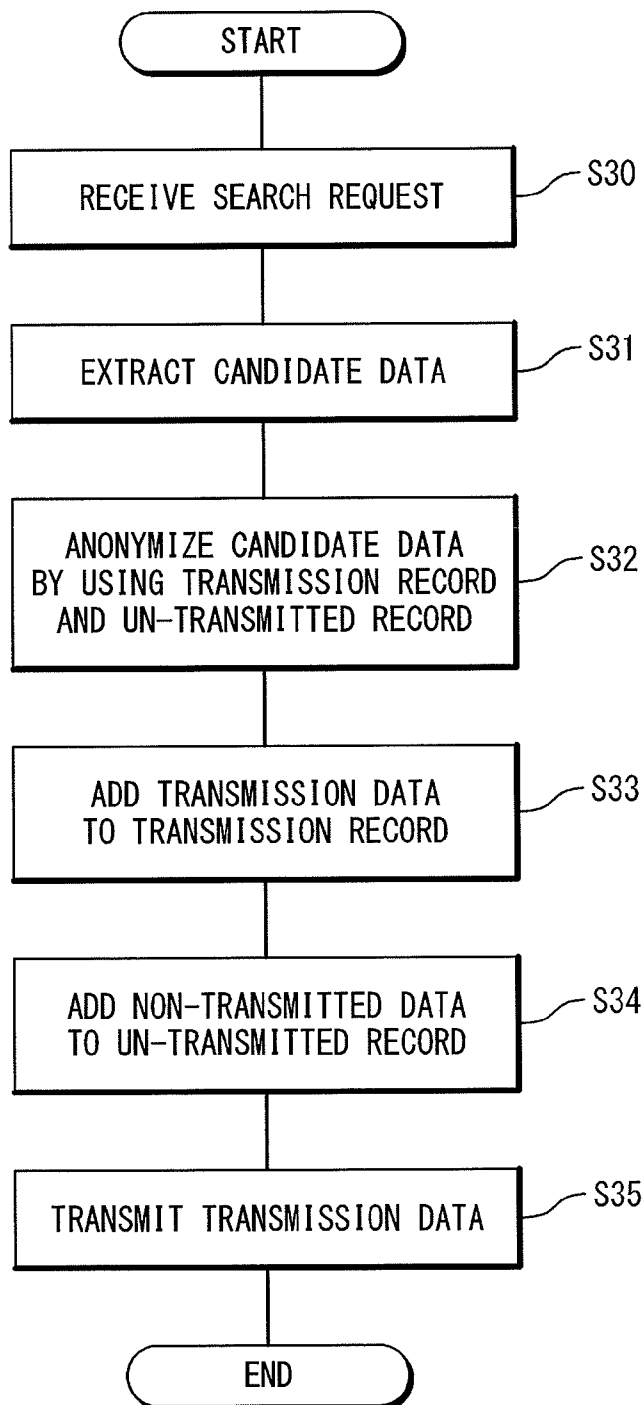 START
RECEIVE SEARCH REQUEST
S30
EXTRACT CANDIDATE DATA
S31
ANONYMIZE CANDIDATE DATA
BY USING TRANSMISSION RECORD
AND UN-TRANSMITTED RECORD
S32
ADD TRANSMISSION DATA
TO TRANSMISSION RECORD
S33
ADD NON-TRANSMITTED DATA
TO UN-TRANSMITTED RECORD
S34
TRANSMIT TRANSMISSION DATA
S35
END